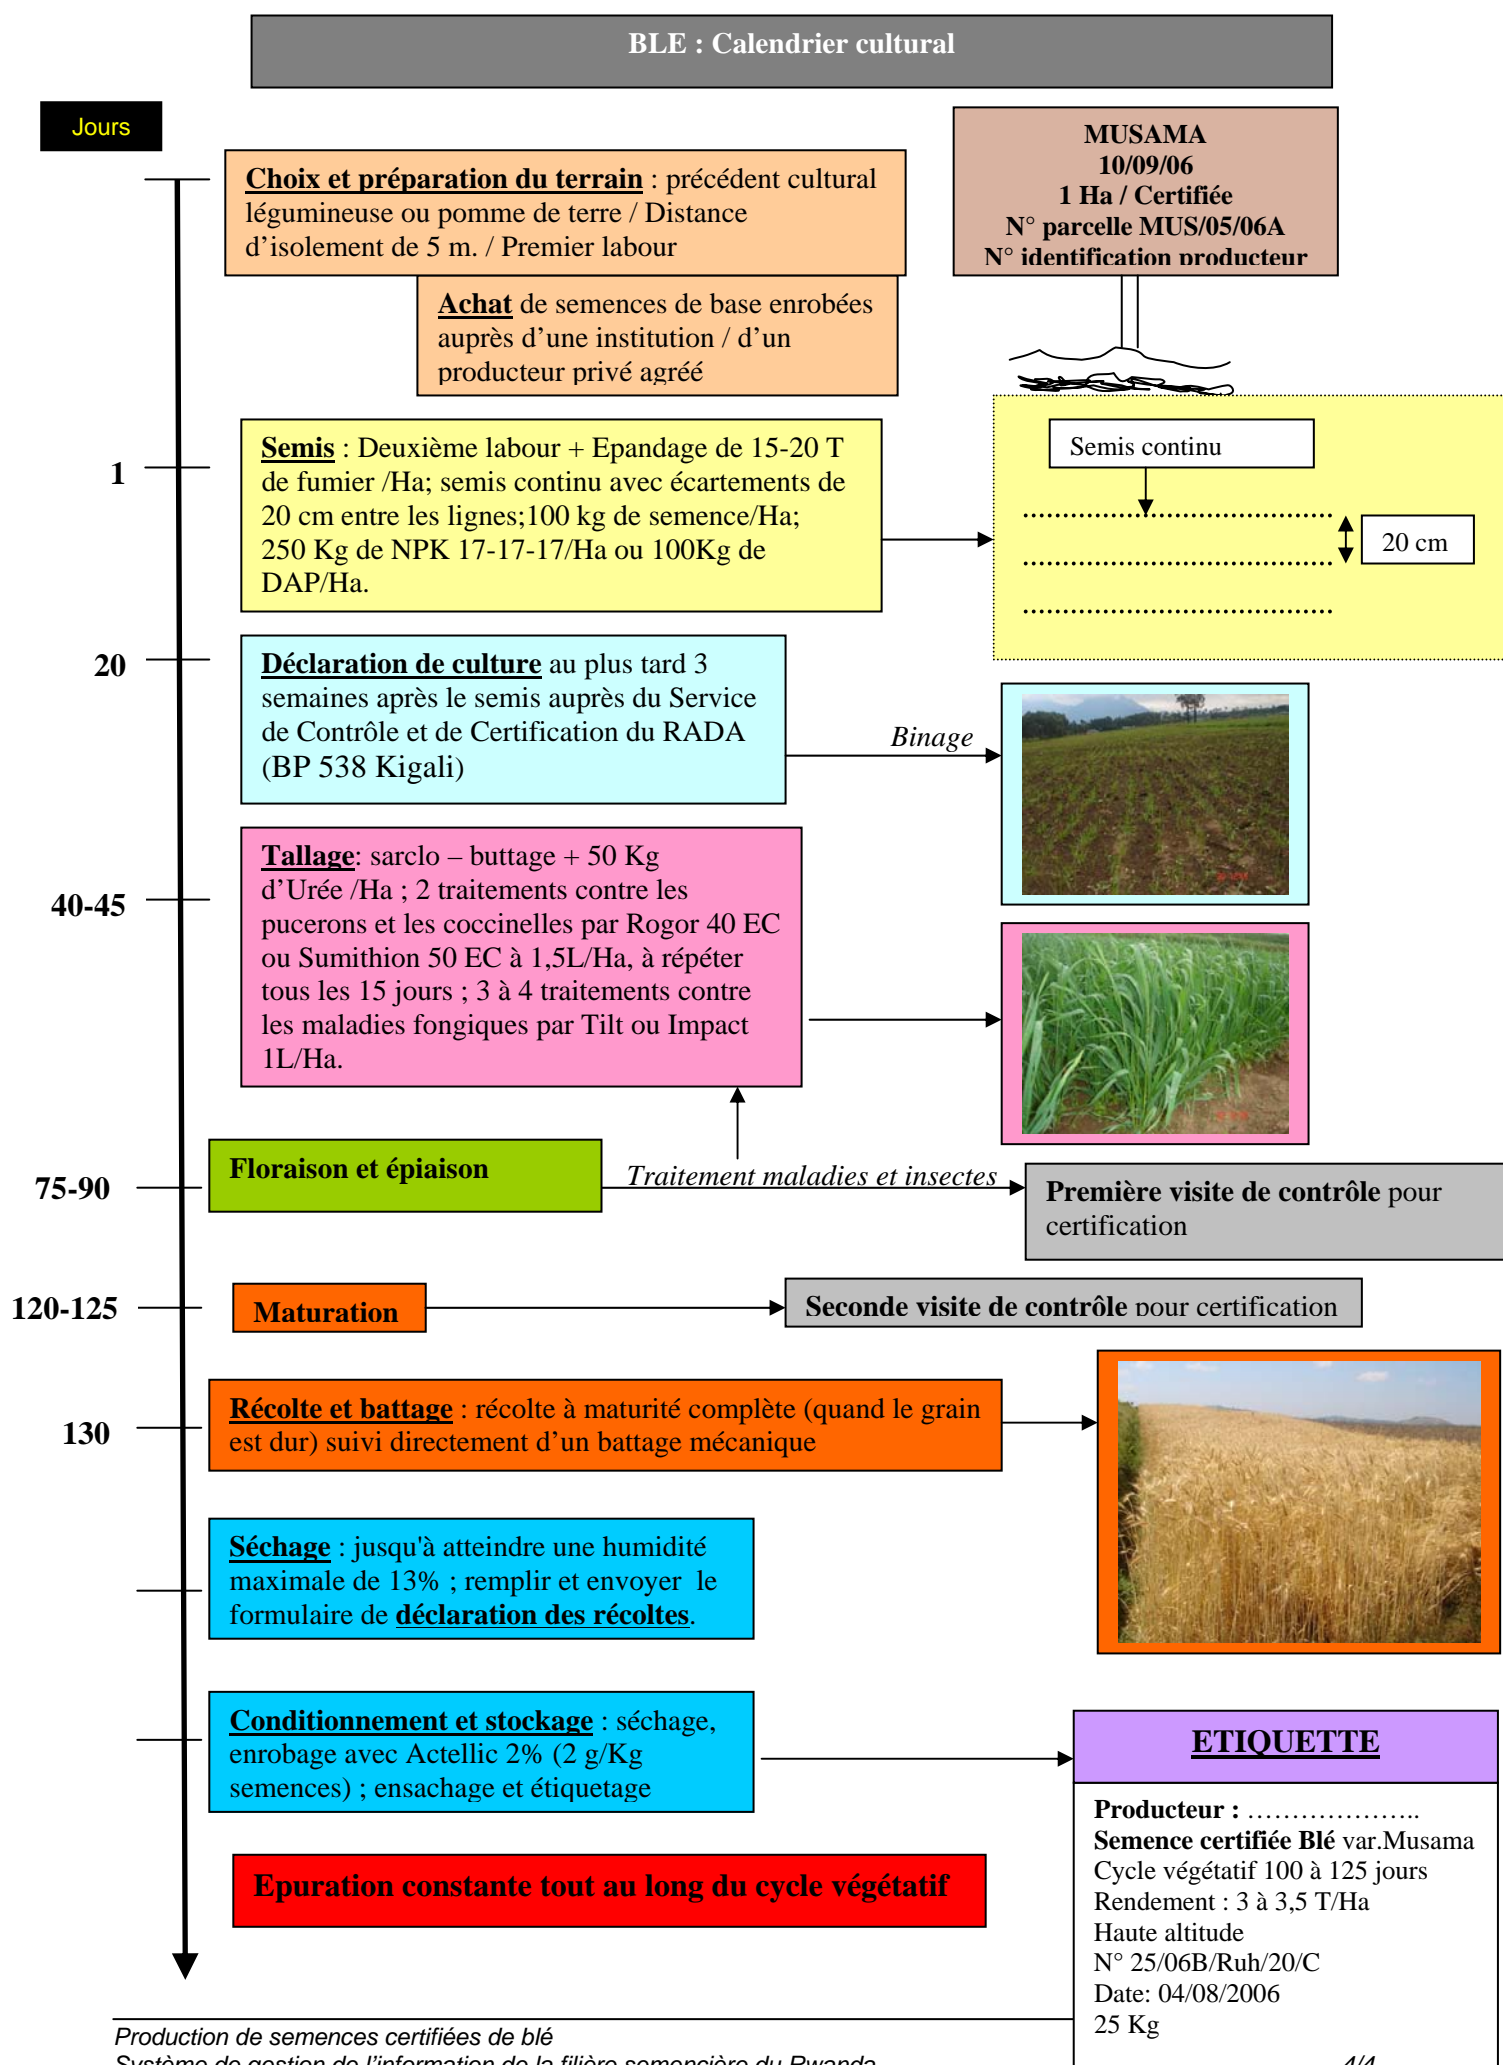 BLE : Calendrier cultural
Jours
MUSAMA
10/09/06
1 Ha / Certifiée
N° parcelle MUS/05/06A
N° identification producteur
Choix et préparation du terrain : précédent cultural
légumineuse ou pomme de terre / Distance
d’isolement de 5 m. / Premier labour
Achat de semences de base enrobées
auprès d’une institution / d’un
producteur privé agréé
1
Semis : Deuxième labour + Epandage de 15-20 T
de fumier /Ha; semis continu avec écartements de
20 cm entre les lignes;100 kg de semence/Ha;
250 Kg de NPK 17-17-17/Ha ou 100Kg de
DAP/Ha.
Semis continu
20 cm
20
Déclaration de culture au plus tard 3
semaines après le semis auprès du Service
de Contrôle et de Certification du RADA
(BP 538 Kigali)
Binage
40-45
Tallage: sarclo – buttage + 50 Kg
d’Urée /Ha ; 2 traitements contre les
pucerons et les coccinelles par Rogor 40 EC
ou Sumithion 50 EC à 1,5L/Ha, à répéter
tous les 15 jours ; 3 à 4 traitements contre
les maladies fongiques par Tilt ou Impact
1L/Ha.
75-90
Floraison et épiaison
Traitement maladies et insectes
Première visite de contrôle pour
certification
120-125
Maturation
Seconde visite de contrôle pour certification
130
Récolte et battage : récolte à maturité complète (quand le grain
est dur) suivi directement d’un battage mécanique
Séchage : jusqu'à atteindre une humidité
maximale de 13% ; remplir et envoyer le
formulaire de déclaration des récoltes.
Conditionnement et stockage : séchage,
enrobage avec Actellic 2% (2 g/Kg
semences) ; ensachage et étiquetage
Epuration constante tout au long du cycle végétatif
ETIQUETTE
Producteur : ………………..
Semence certifiée Blé var.Musama
Cycle végétatif 100 à 125 jours
Rendement : 3 à 3,5 T/Ha
Haute altitude
N° 25/06B/Ruh/20/C
Date: 04/08/2006
25 Kg
Production de semences certifiées de blé
Système de gestion de l’information de la filière semencière du Rwanda
4/4